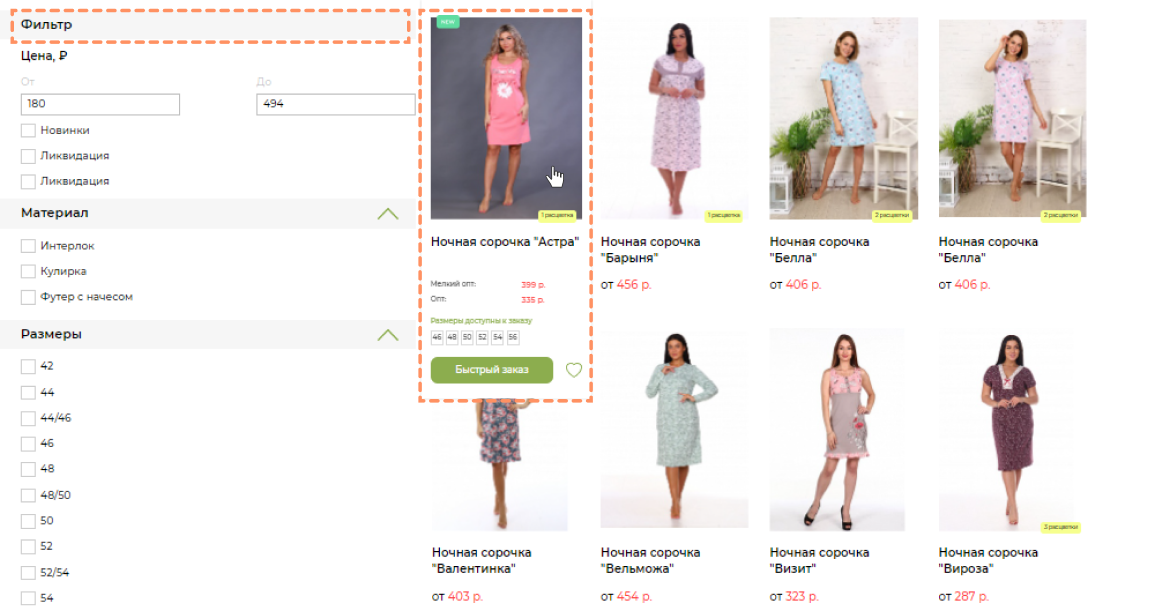 Фильтр
Цена, ₽
От
До
180
494
Новинки
Ликвидация
Ликвидация
Материал
Интерлок
Кулирка
Футер с начесом
Размеры
42
44
44/46
46
48
48/50
50
52
52/54
54
NEW
1 расцветка
Ночная сорочка "Астра"
Мелкий опт: 399 р.
Опт: 335 р.
Размеры доступны к заказу
46 48 50 52 54 56
Быстрый заказ
1 расцветка
Ночная сорочка
"Барыня"
от 456 р.
2 расцветки
Ночная сорочка
"Белла"
от 406 р.
2 расцветки
Ночная сорочка
"Белла"
от 406 р.
Ночная сорочка
"Валентинка"
от 403 р.
Ночная сорочка
"Вельможа"
от 454 р.
Ночная сорочка
"Визит"
от 323 р.
3 расцветки
Ночная сорочка
"Вироза"
от 287 р.